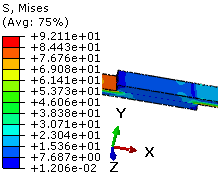 S, Mises
(Avg: 75%)
+9.211e+01
+8.443e+01
+7.676e+01
+6.908e+01
+6.141e+01
+5.373e+01
+4.606e+01
+3.838e+01
+3.071e+01
+2.304e+01
+1.536e+01
+7.687e+00
+1.206e-02
Y
X
Z